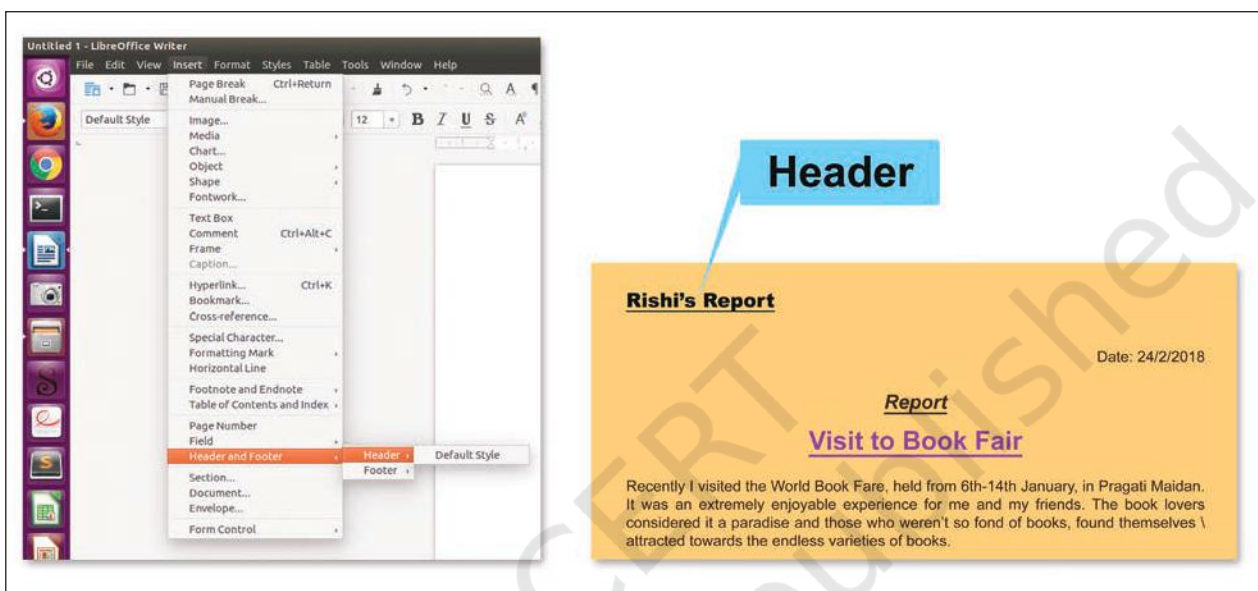 Untitled 1 - LibreOffice Writer
File Edit View Insert Format Styles Table Tools Window Help
Page Break Ctrl+Return
Manual Break...
Default Style
12
B I U S A
Image...
Media
Chart...
Object
Shape
Fontwork...
Text Box
Comment Ctrl+Alt+C
Frame
Caption...
Hyperlink... Ctrl+K
Bookmark...
Cross-reference...
Special Character...
Formatting Mark
Horizontal Line
Footnote and Endnote
Table of Contents and Index
Page Number
Field
Header and Footer
Header
Default Style
Footer
Section...
Document...
Envelope...
Form Control
Header
Rishi's Report
Date: 24/2/2018
Report
Visit to Book Fair
Recently I visited the World Book Fare, held from 6th-14th January, in Pragati Maidan.
It was an extremely enjoyable experience for me and my friends. The book lovers
considered it a paradise and those who weren't so fond of books, found themselves \
attracted towards the endless varieties of books.